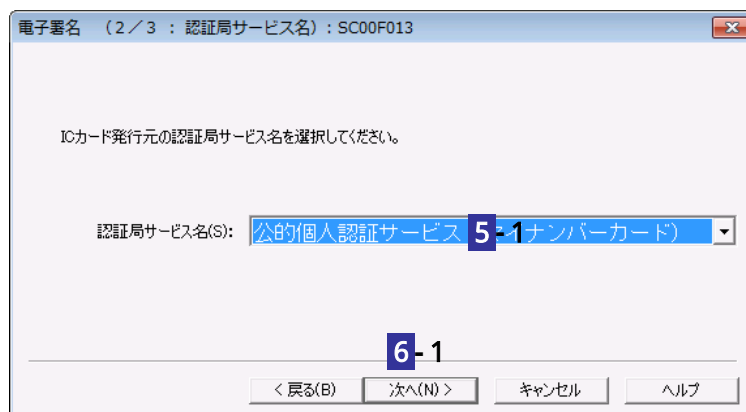 電子署名 (2/3 : 認証局サービス名) : SC00F013
ICカード発行元の認証局サービス名を選択してください。
認証局サービス名(S):
公的個人認証サービス イナンバーカード)
5-1
6-1
< 戻る(B)
次へ(N) >
キャンセル
ヘルプ